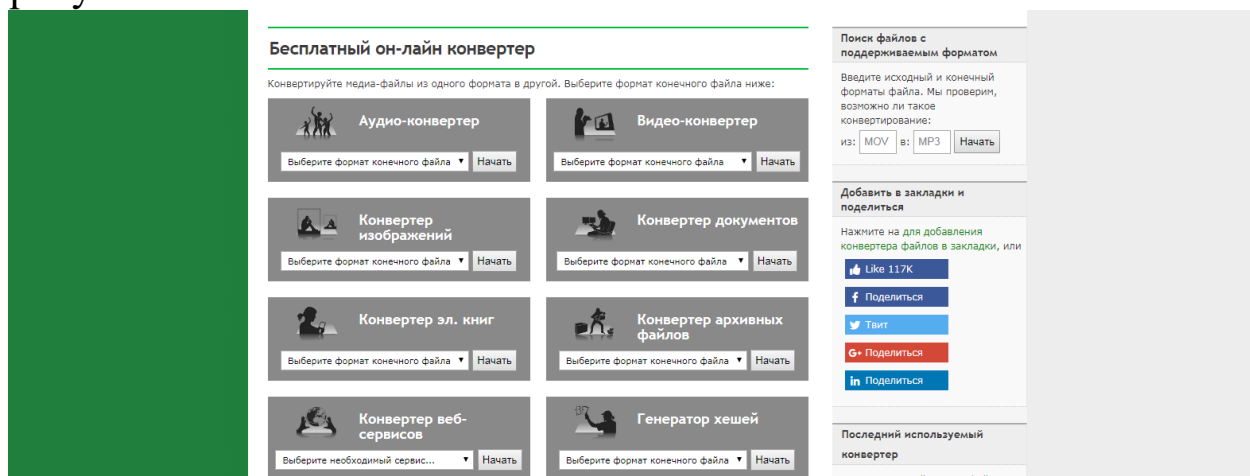 Бесплатный он-лайн конвертер
Конвертируйте медиа-файлы из одного формата в другой. Выберите формат конечного файла ниже:
Аудио-конвертер
Выберите формат конечного файла Начать
Видео-конвертер
Выберите формат конечного файла Начать
Конвертер
изображений
Выберите формат конечного файла Начать
Конвертер документов
Выберите формат конечного файла Начать
Конвертер эл. книг
Выберите формат конечного файла Начать
Конвертер архивных
файлов
Выберите формат конечного файла Начать
Конвертер веб-
сервисов
Выберите необходимый сервис... Начать
Генератор хешей
Выберите формат конечного файла Начать
Поиск файлов с
поддерживаемым форматом
Введите исходный и конечный
форматы файла. Мы проверим,
возможно ли такое
конвертирование:
из: MOV в: MP3 Начать
Добавить в закладки и
поделиться
Нажмите на для добавления
конвертера файлов в закладки, или
Like 117K
Поделиться
Твит
G+ Поделиться
in Поделиться
Последний используемый
конвертер